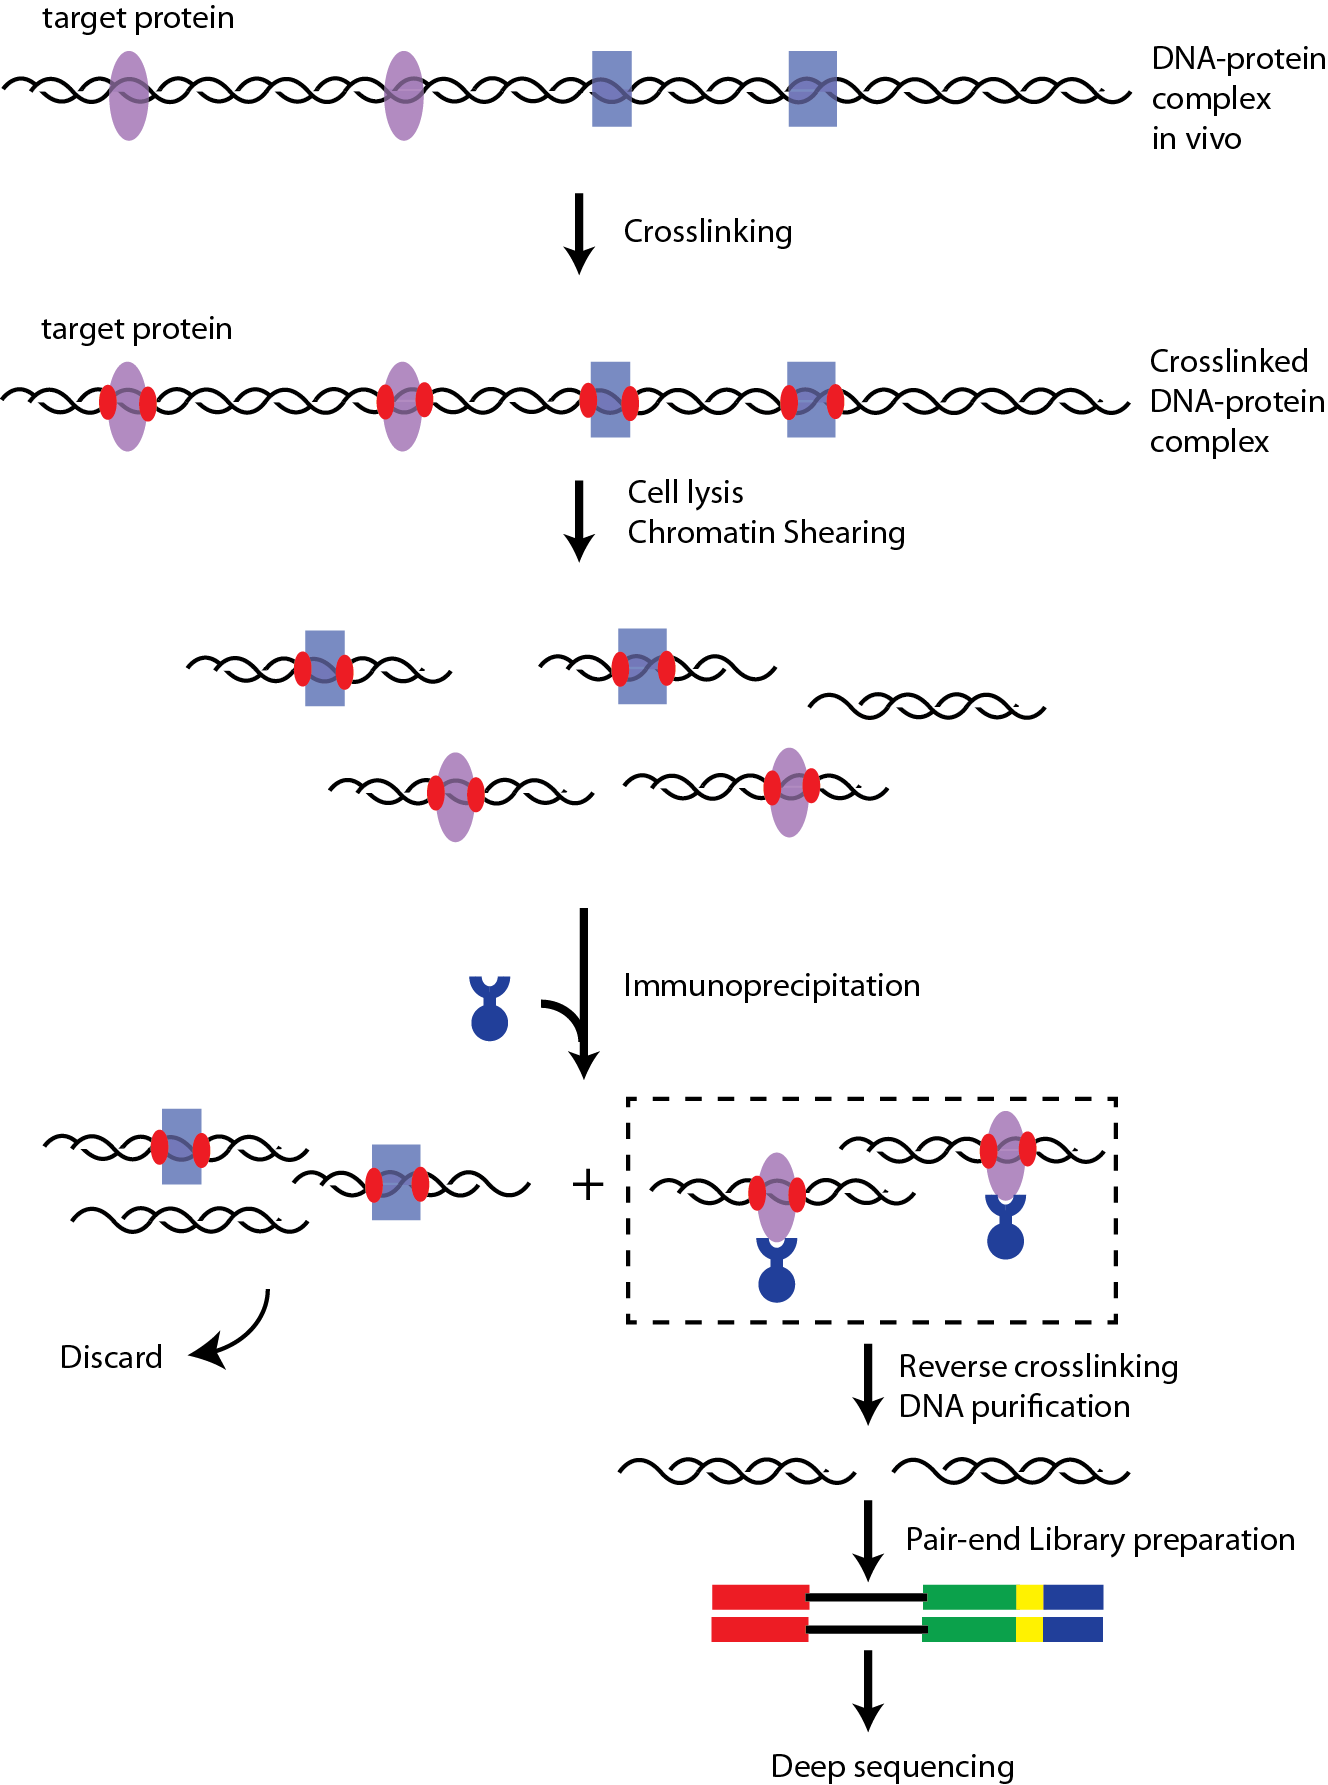 target protein
DNA-protein
complex
in vivo
Crosslinking
target protein
Crosslinked
DNA-protein
complex
Cell lysis
Chromatin Shearing
Immunoprecipitation
+
Discard
Reverse crosslinking
DNA purification
Pair-end Library preparation
Deep sequencing